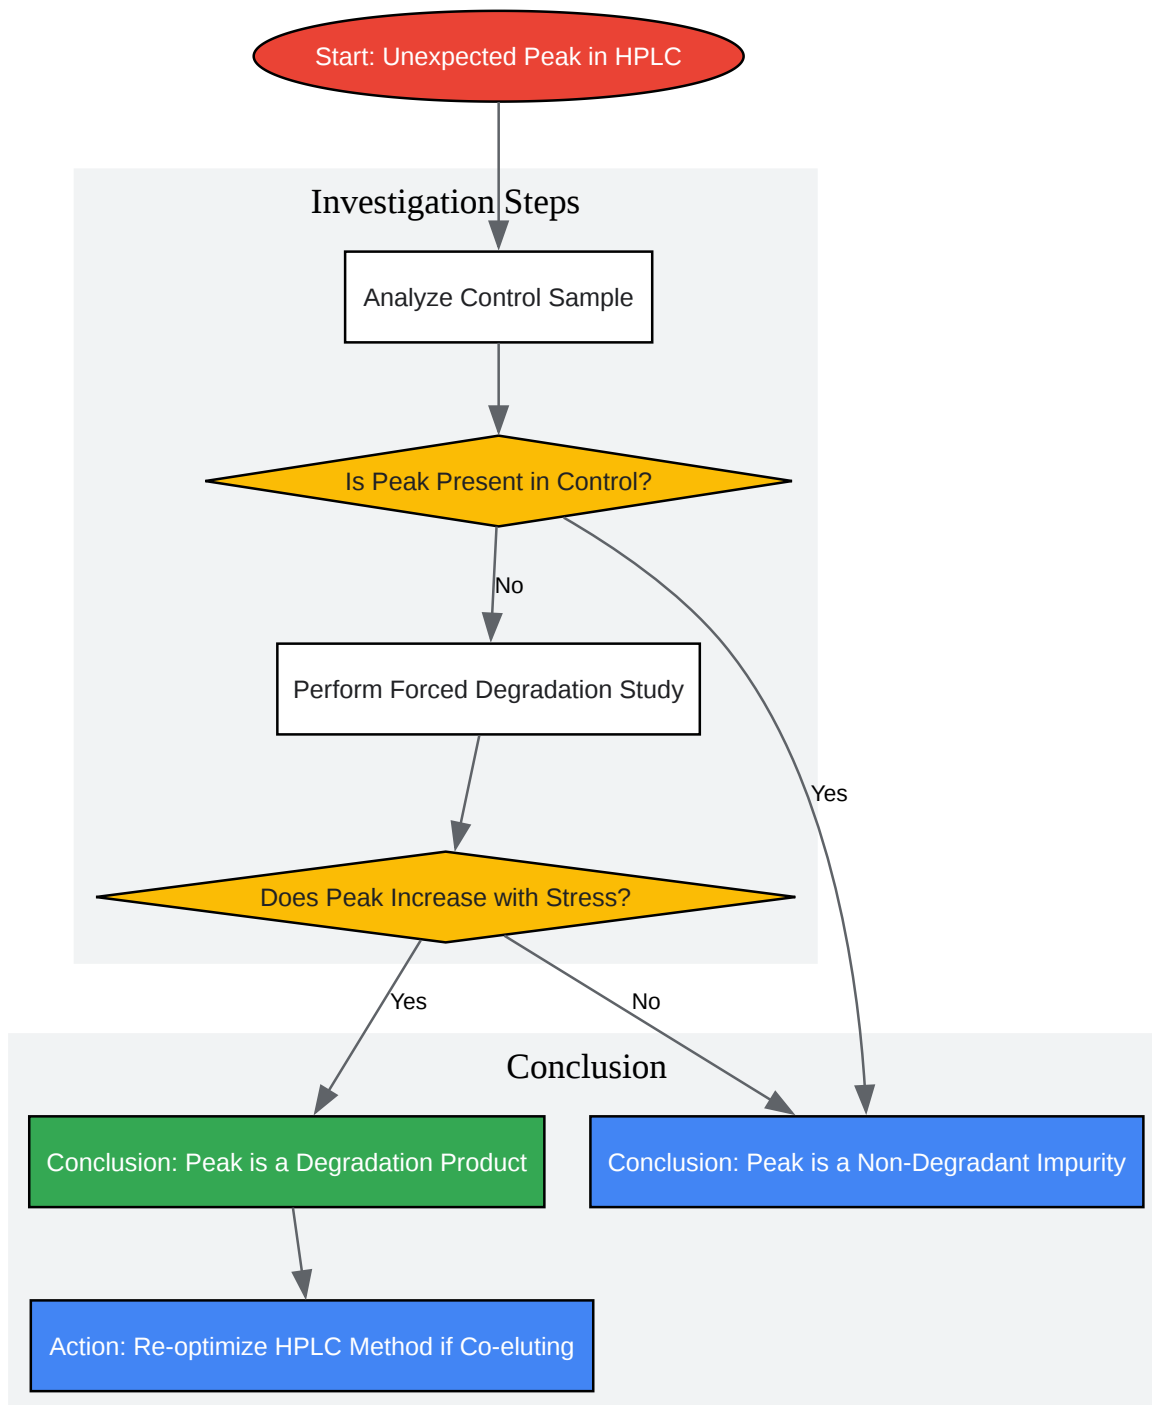 Start: Unexpected Peak in HPLC
Investigation Steps
Analyze Control Sample
Is Peak Present in Control?
No
Perform Forced Degradation Study
Yes
Does Peak Increase with Stress?
Yes
No
Conclusion
Conclusion: Peak is a Degradation Product
Conclusion: Peak is a Non-Degradant Impurity
Action: Re-optimize HPLC Method if Co-eluting